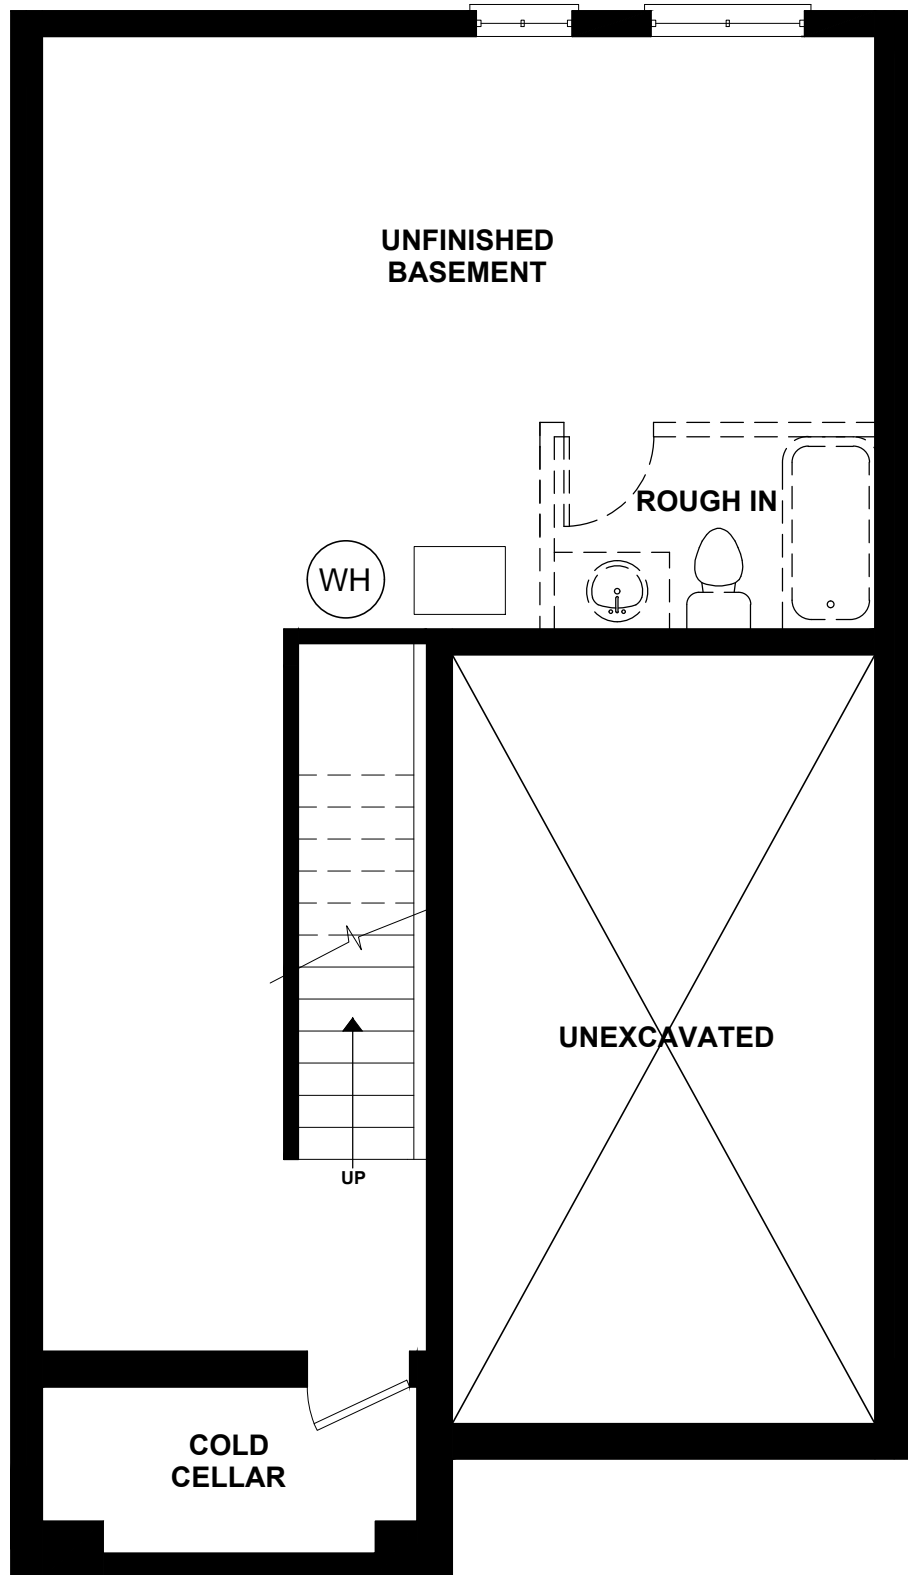 UNFINISHED
BASEMENT
ROUGH IN
WH
UNEXCAVATED
UP
COLD
CELLAR